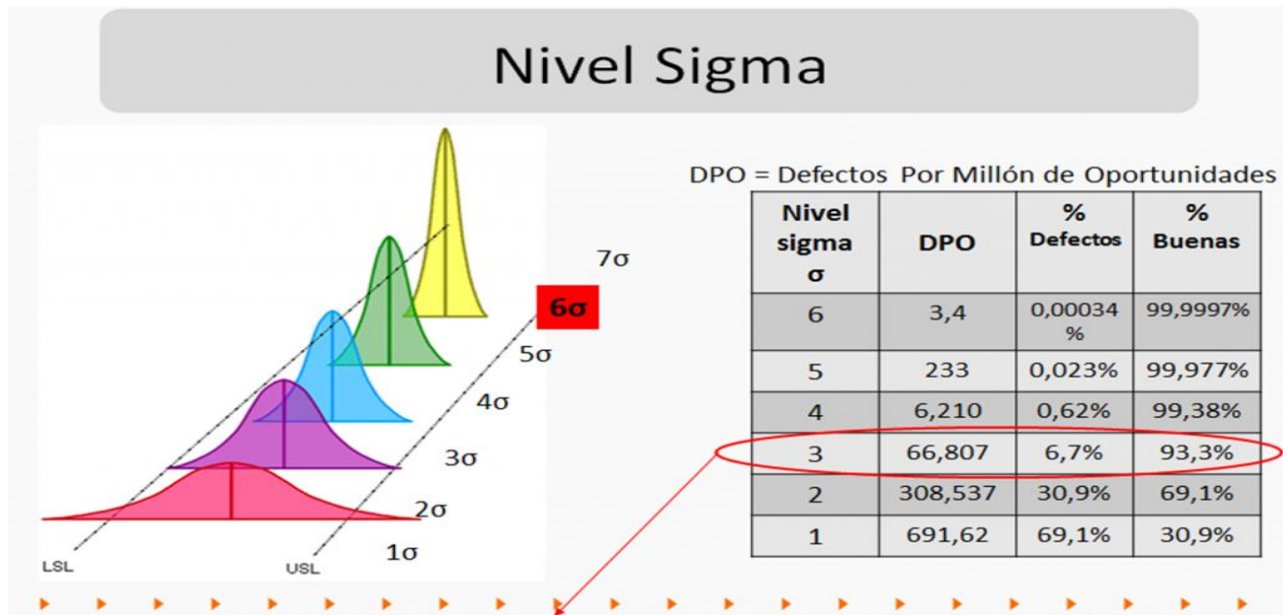 Nivel Sigma
7σ
6σ
5σ
4σ
3σ
2σ
1σ
LSL
USL
DPO = Defectos Por Millón de Oportunidades
Nivel sigma σ DPO % Defectos % Buenas
6 3,4 0,00034 % 99,9997%
5 233 0,023% 99,977%
4 6,210 0,62% 99,38%
3 66,807 6,7% 93,3%
2 308,537 30,9% 69,1%
1 691,62 69,1% 30,9%